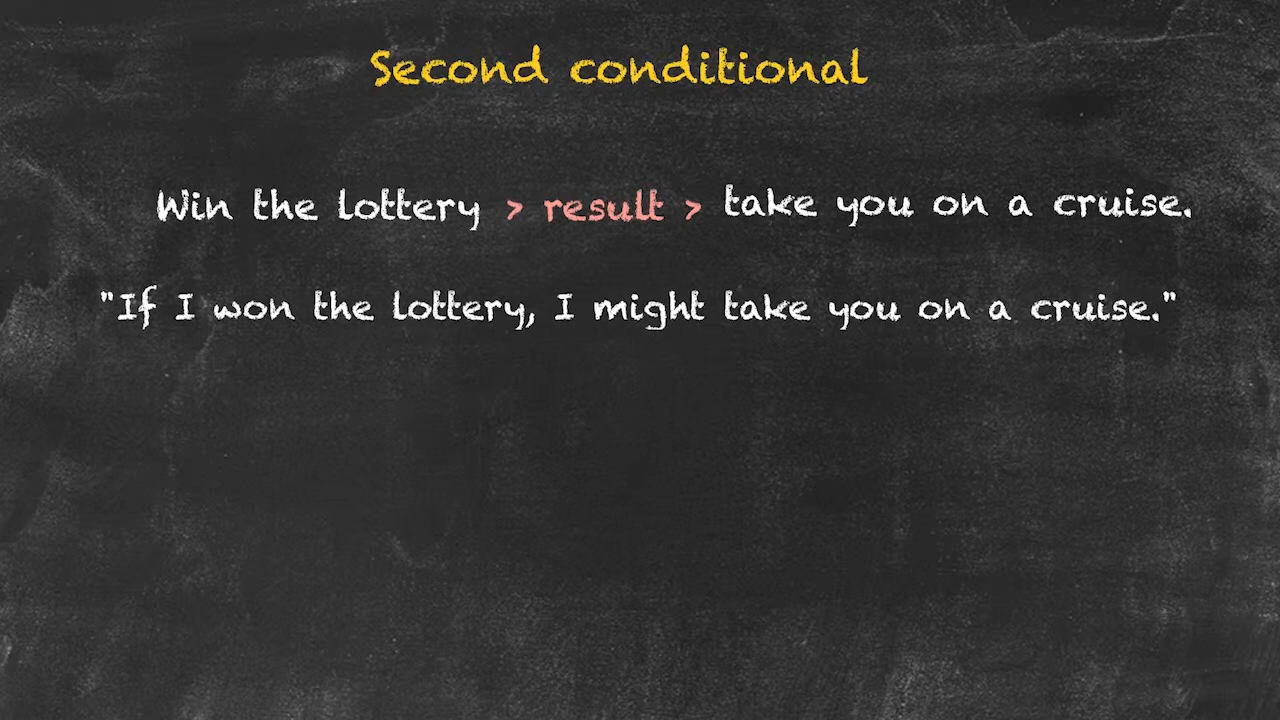 Second conditional
Win the lottery > result > take you on a cruise.
"If I won the lottery, I might take you on a cruise."